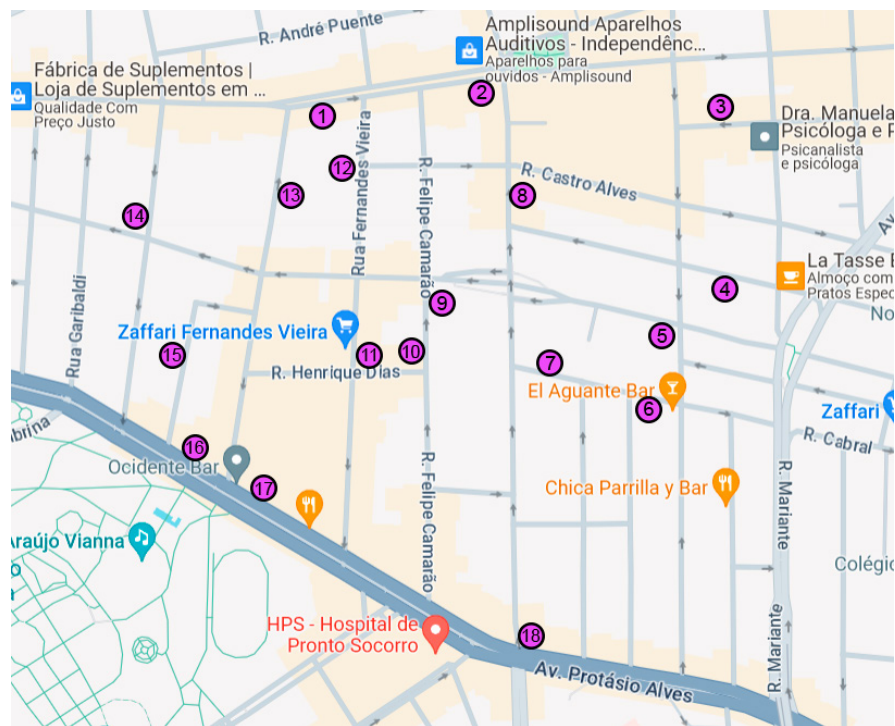 R. André Puente
Amplisound Aparelhos
Auditivos - Independênc...
Aparelhos para
ouvidos - Amplisound
Fábrica de Suplementos |
Loja de Suplementos em ...
Qualidade Com
Preço Justo
1
2
3
Dra. Manuela
Psicóloga e P
Psicanalista
e psicóloga
12
13
R. Castro Alves
8
14
Rua Fernandes Vieira
R. Felipe Camarão
Av
La Tasse E
Almoço com
Pratos Espec
4
No
9
Rua Garibaldi
Zaffari Fernandes Vieira
5
15
11
10
7
R. Henrique Dias
El Aguante Bar
6
Zaffari
R. Cabral
brina
16
Ocidente Bar
17
R. Felipe Camarão
Chica Parrilla y Bar
R. Mariante
Araújo Vianna
o
Colégio
HPS - Hospital de
Pronto Socorro
18
Av. Protásio Alves
R. Mariante